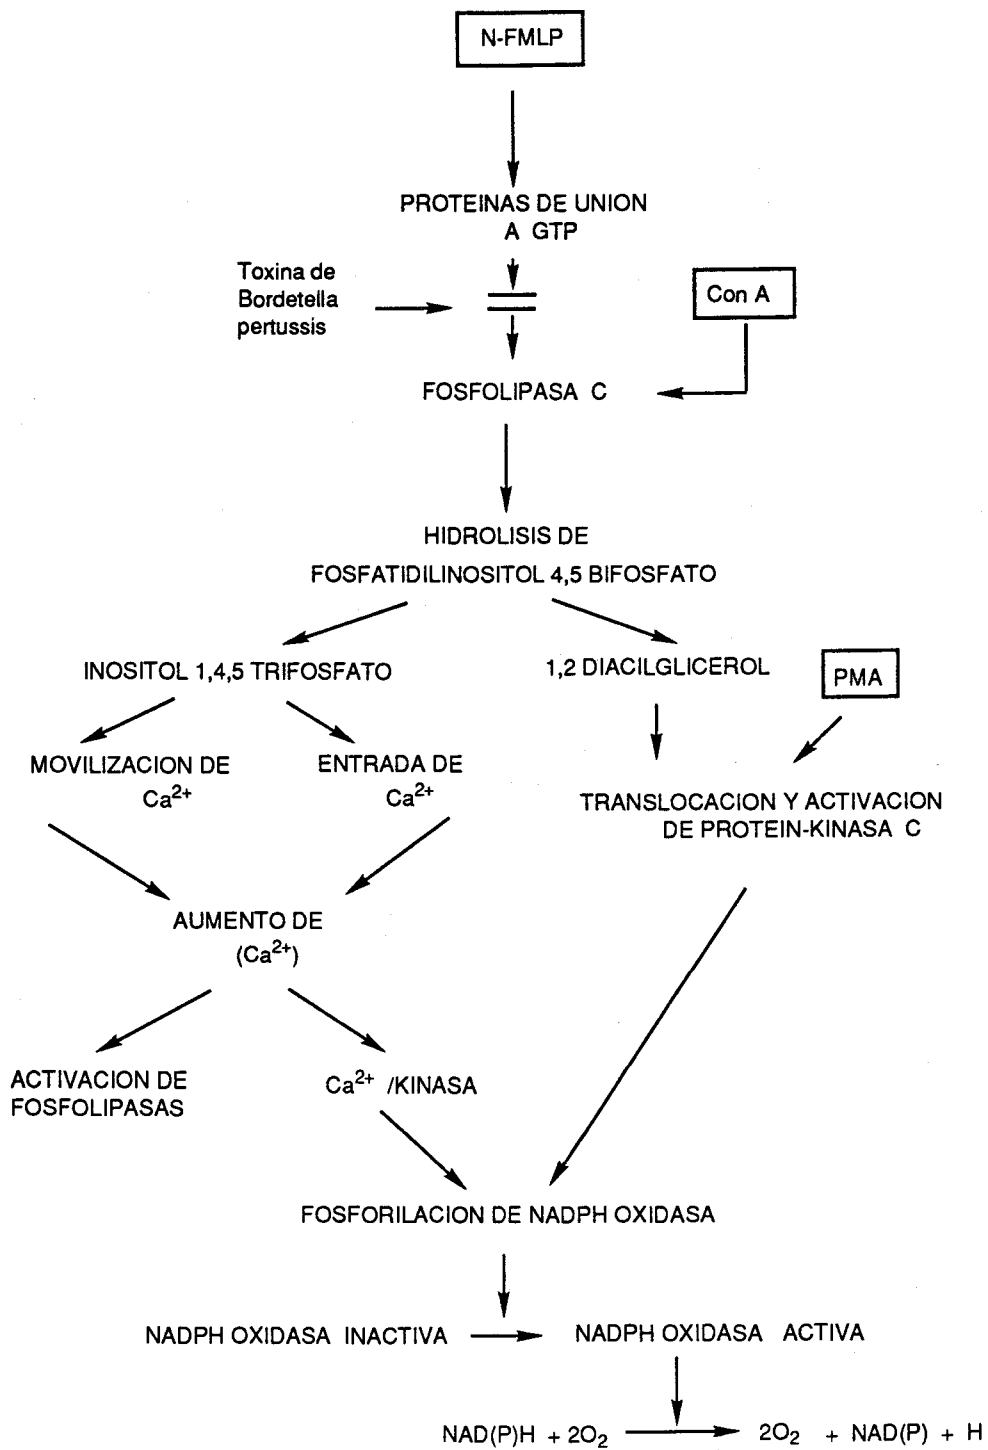 N-FMLP
PROTEINAS DE UNION
A GTP
Toxina de
Bordetella
pertussis
Con A
FOSFOLIPASA C
HIDROLISIS DE
FOSFATIDILINOSITOL 4,5 BIFOSFATO
INOSITOL 1,4,5 TRIFOSFATO
1,2 DIACILGLICEROL
PMA
MOVILIZACION DE
Ca²⁺
ENTRADA DE
Ca²⁺
TRANSLOCACION Y ACTIVACION
DE PROTEIN-KINASA C
AUMENTO DE
(Ca²⁺)
ACTIVACION DE
FOSFOLIPASAS
Ca²⁺ /KINASA
FOSFORILACION DE NADPH OXIDASA
NADPH OXIDASA INACTIVA
NADPH OXIDASA ACTIVA
NAD(P)H + 2O₂
2O₂ + NAD(P) + H